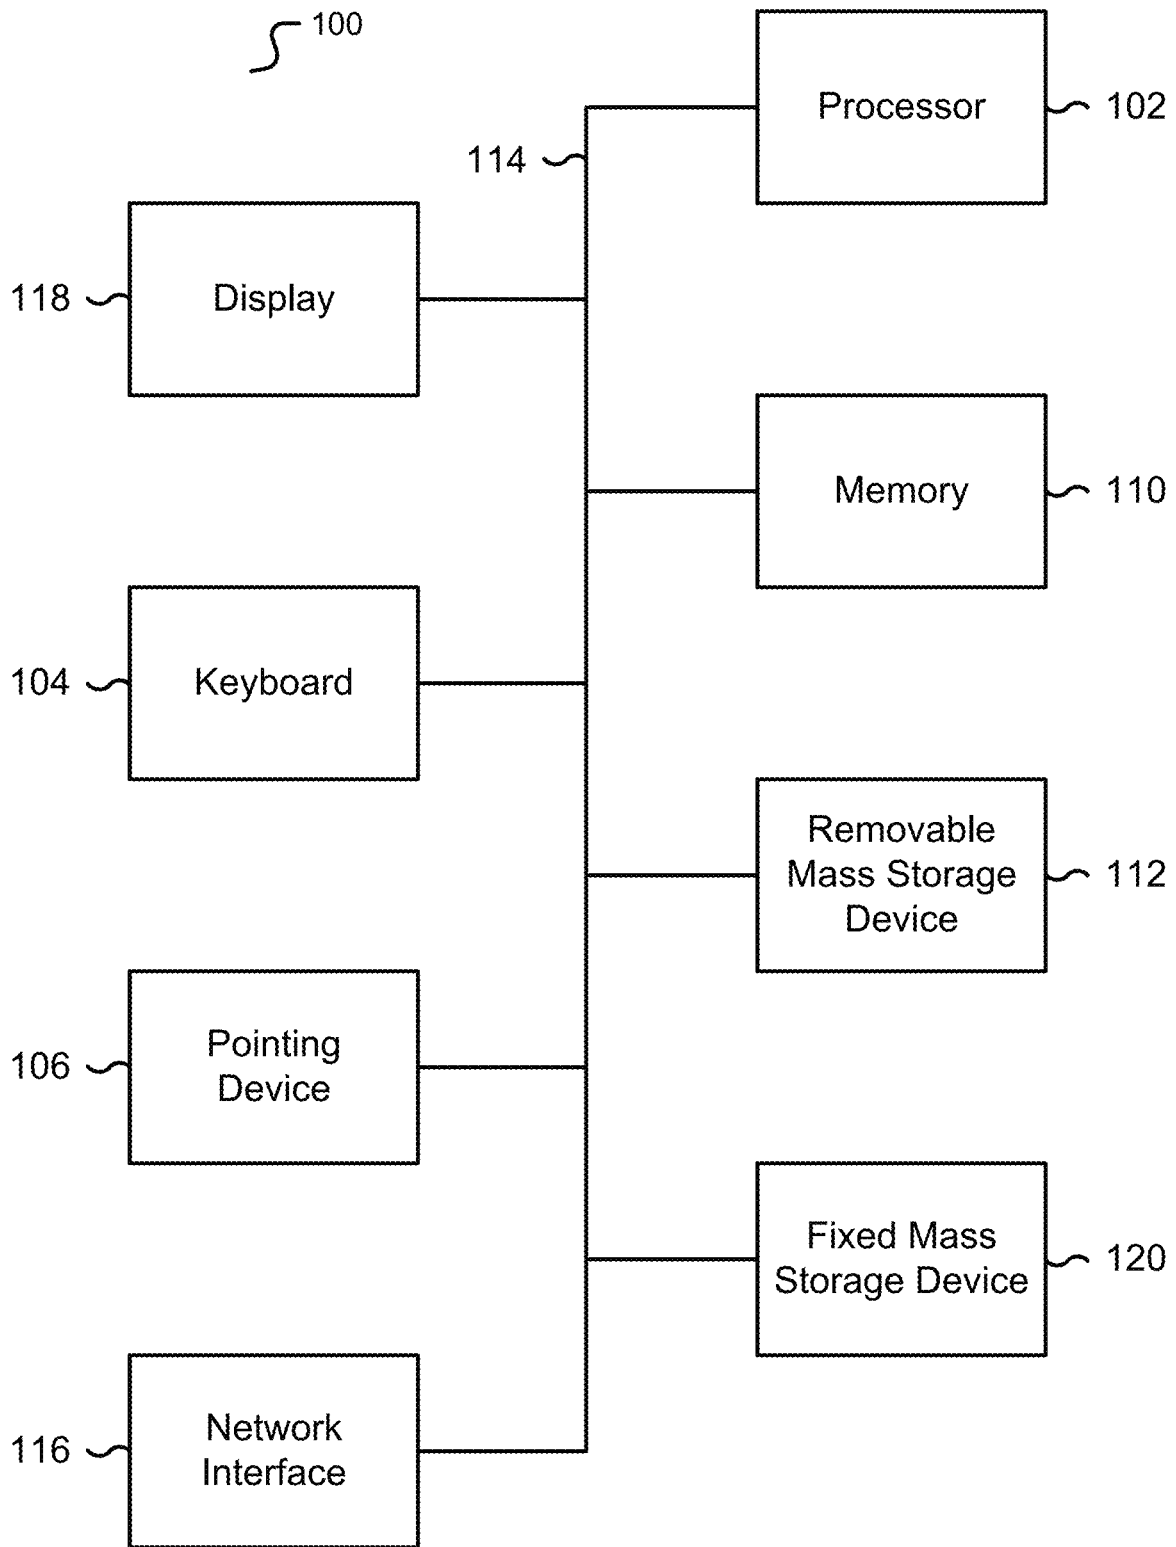 100
Processor
102
114
118
Display
Memory
110
104
Keyboard
Removable
Mass Storage
Device
112
106
Pointing
Device
Fixed Mass
Storage Device
120
116
Network
Interface